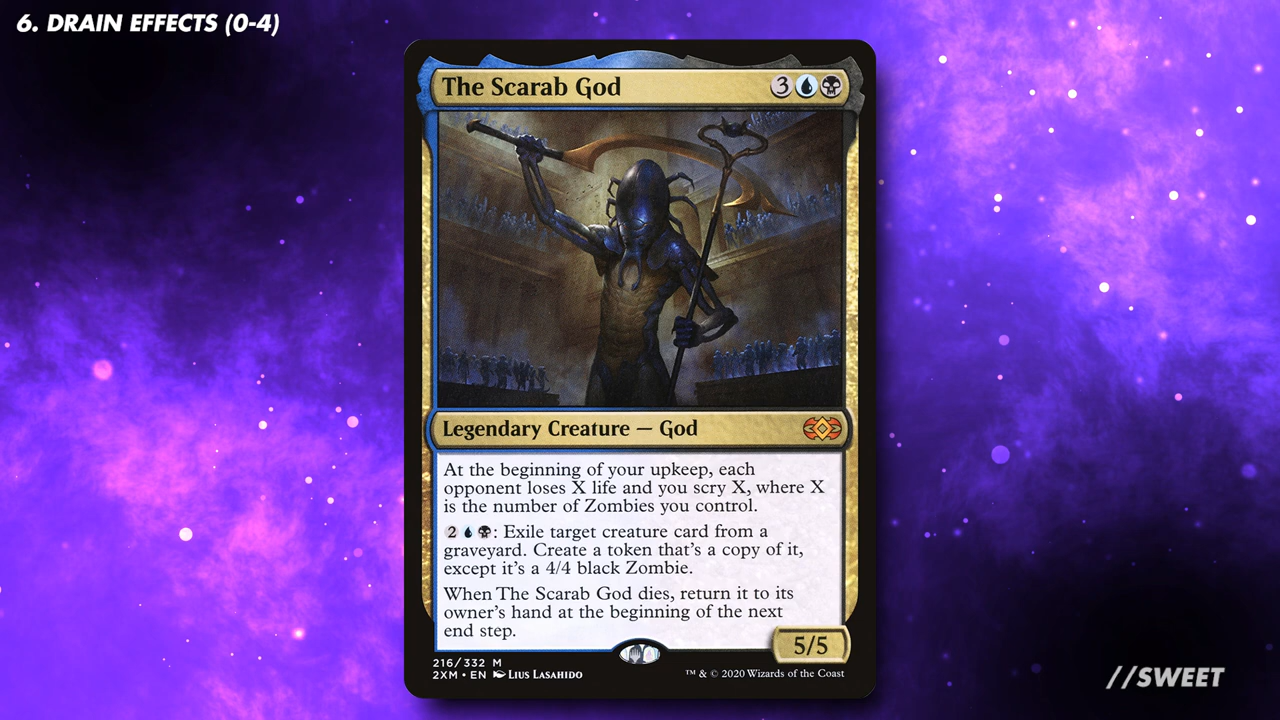 6. DRAIN EFFECTS (0-4)
The Scarab God 3
Legendary Creature — God
At the beginning of your upkeep, each
opponent loses X life and you scry X, where X
is the number of Zombies you control.
2 : Exile target creature card from a
graveyard. Create a token that's a copy of it,
except it's a 4/4 black Zombie.
When The Scarab God dies, return it to its
owner's hand at the beginning of the next
end step.
5/5
216/332 M
2XM • EN Lius Lasahido
™ & © 2020 Wizards of the Coast
//SWEET